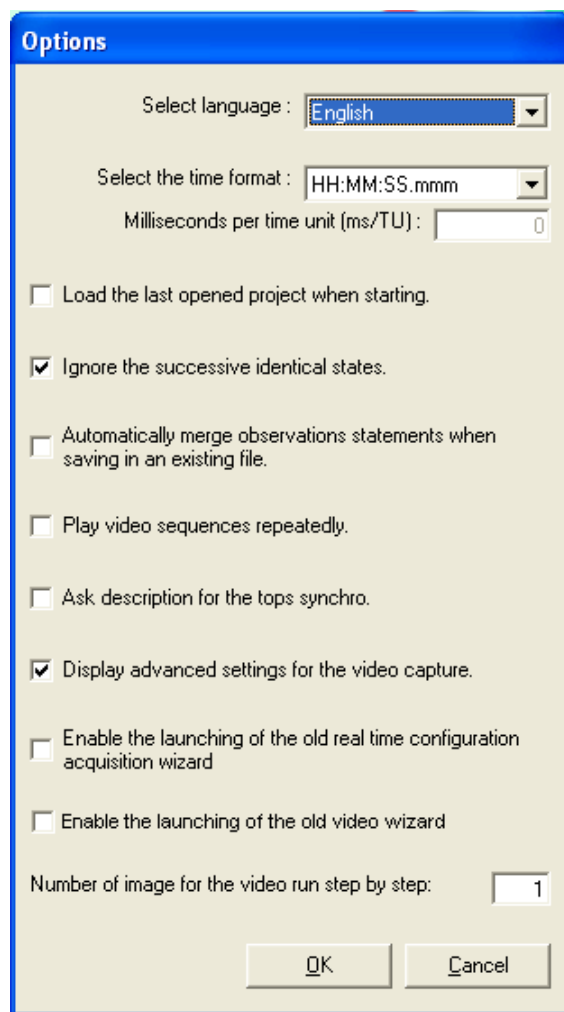 Options
Select language : English
Select the time format : HH:MM:SS.mmm
Milliseconds per time unit (ms/TU) : 0
Load the last opened project when starting.
Ignore the successive identical states.
Automatically merge observations statements when
saving in an existing file.
Play video sequences repeatedly.
Ask description for the tops synchro.
Display advanced settings for the video capture.
Enable the launching of the old real time configuration
acquisition wizard
Enable the launching of the old video wizard
Number of image for the video run step by step: 1
OK Cancel